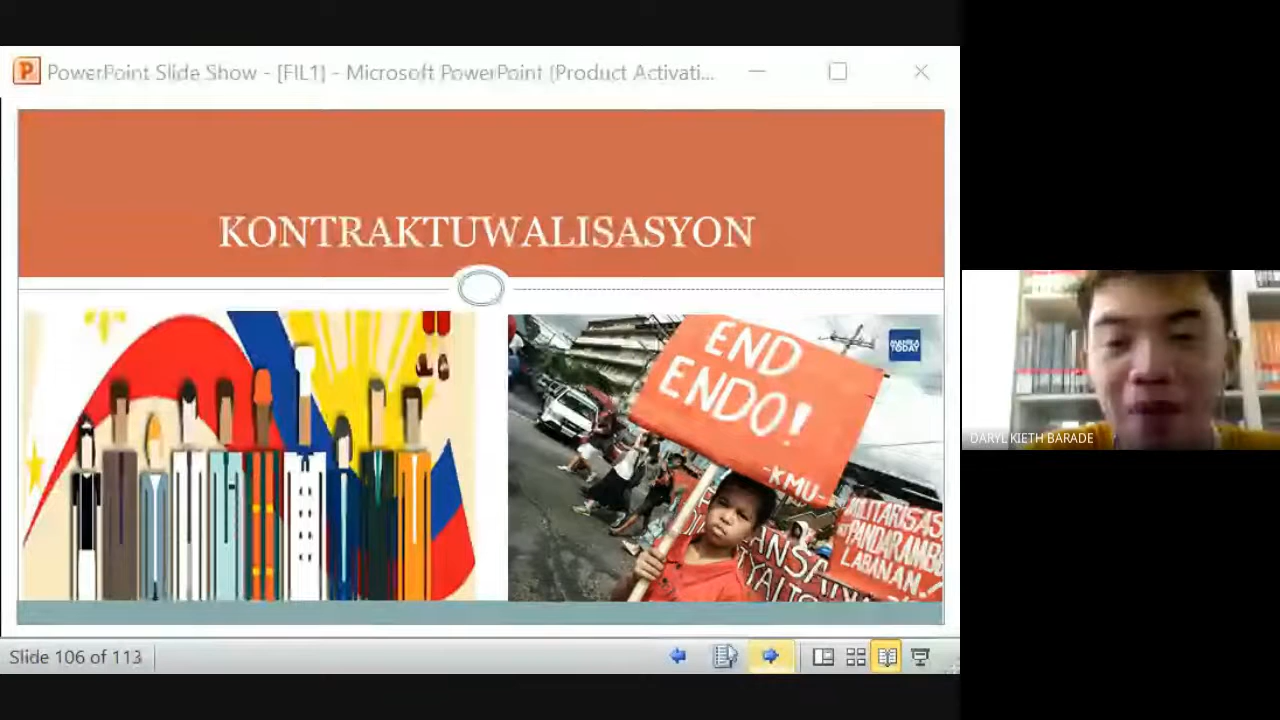 PowerPoint Slide Show - [FIL1] - Microsoft PowerPoint (Product Activati...
KONTRAKTUWALISASYON
MANILA
TODAY
END
ENDO!
-KMU-
MILITARISAS
PANDARAMB
LABANAN.
DARYL KIETH BARADE
Slide 106 of 113